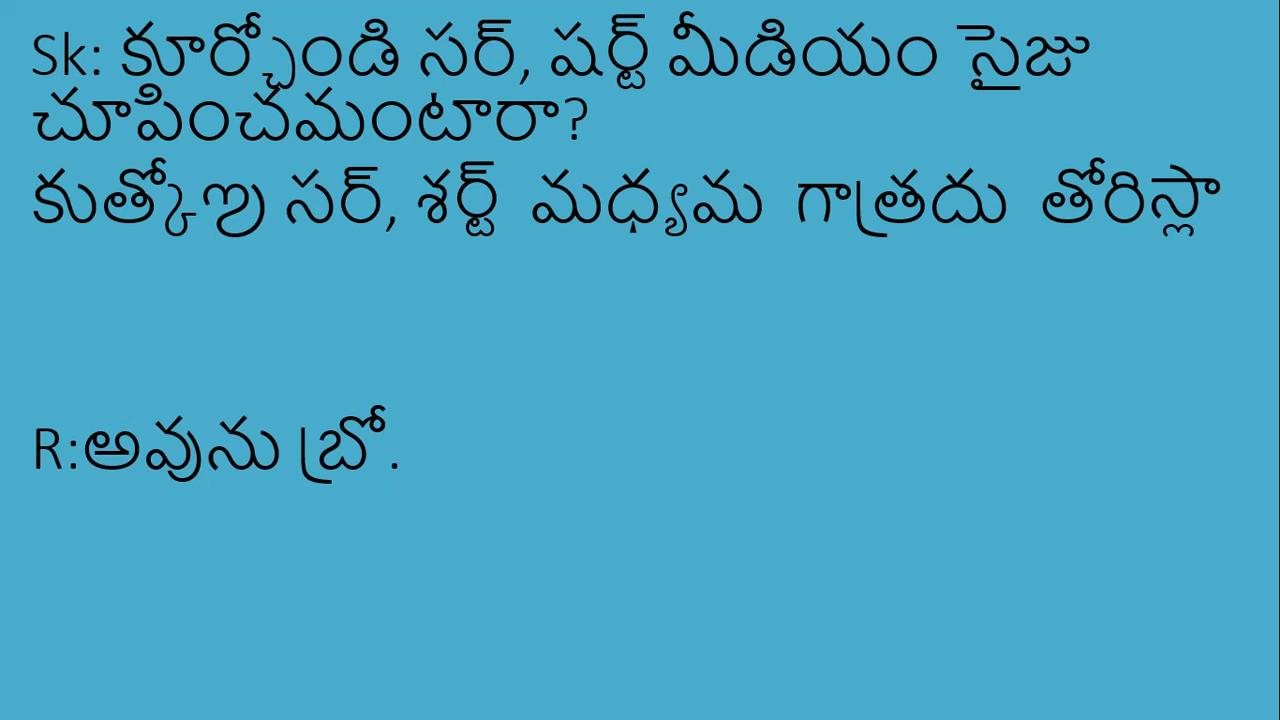 Sk: కూర్చోండి సర్, షర్ట్ మీడియం సైజు
చూపించమంటారా?
కుత్కోణ్రు సర్, శర్ట్ మధ్యమ గాత్రదు తోరిస్లా
R:అవును బ్రో.